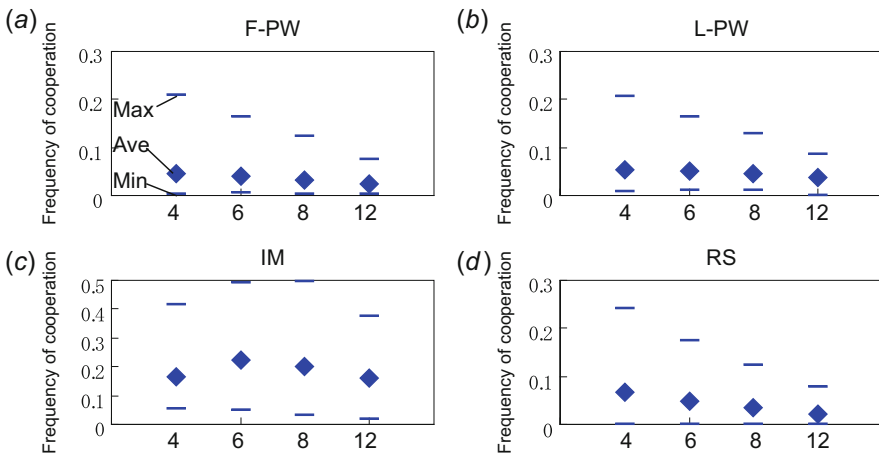 (a) F-PW
Frequency of cooperation
0.3
0.2
0.1
0
Max
Ave
Min
4 6 8 12
(b) L-PW
Frequency of cooperation
0.3
0.2
0.1
0
4 6 8 12
(c) IM
Frequency of cooperation
0.5
0.4
0.3
0.2
0.1
0
4 6 8 12
(d) RS
Frequency of cooperation
0.3
0.2
0.1
0
4 6 8 12